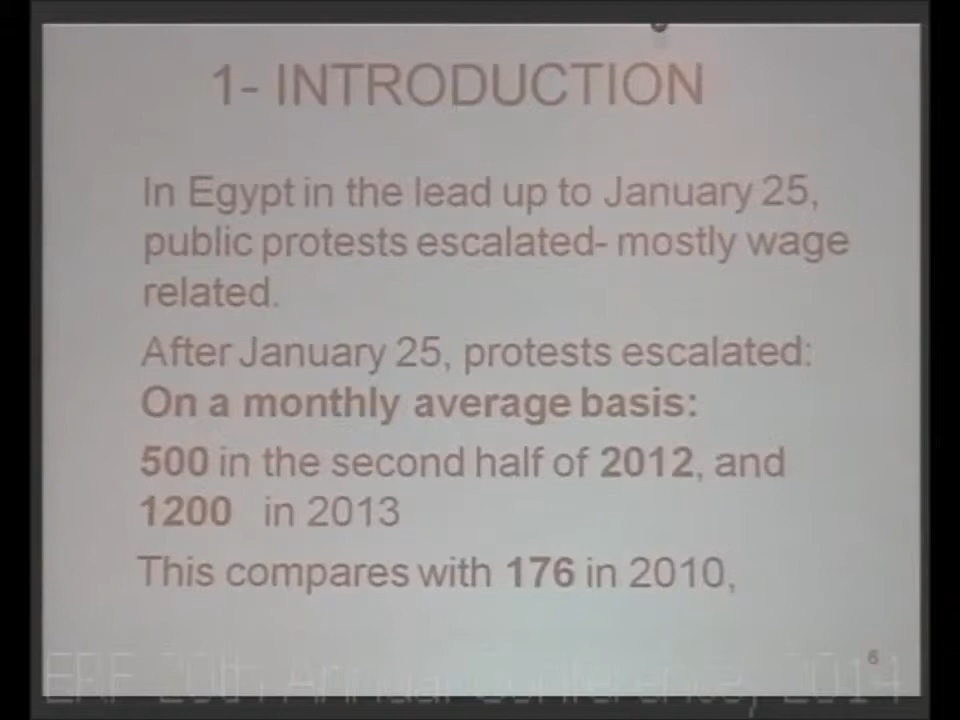 1- INTRODUCTION
In Egypt in the lead up to January 25,
public protests escalated- mostly wage
related.
After January 25, protests escalated:
On a monthly average basis:
500 in the second half of 2012, and
1200 in 2013
This compares with 176 in 2010,
6
ERF 20th Annual Conference, 2014